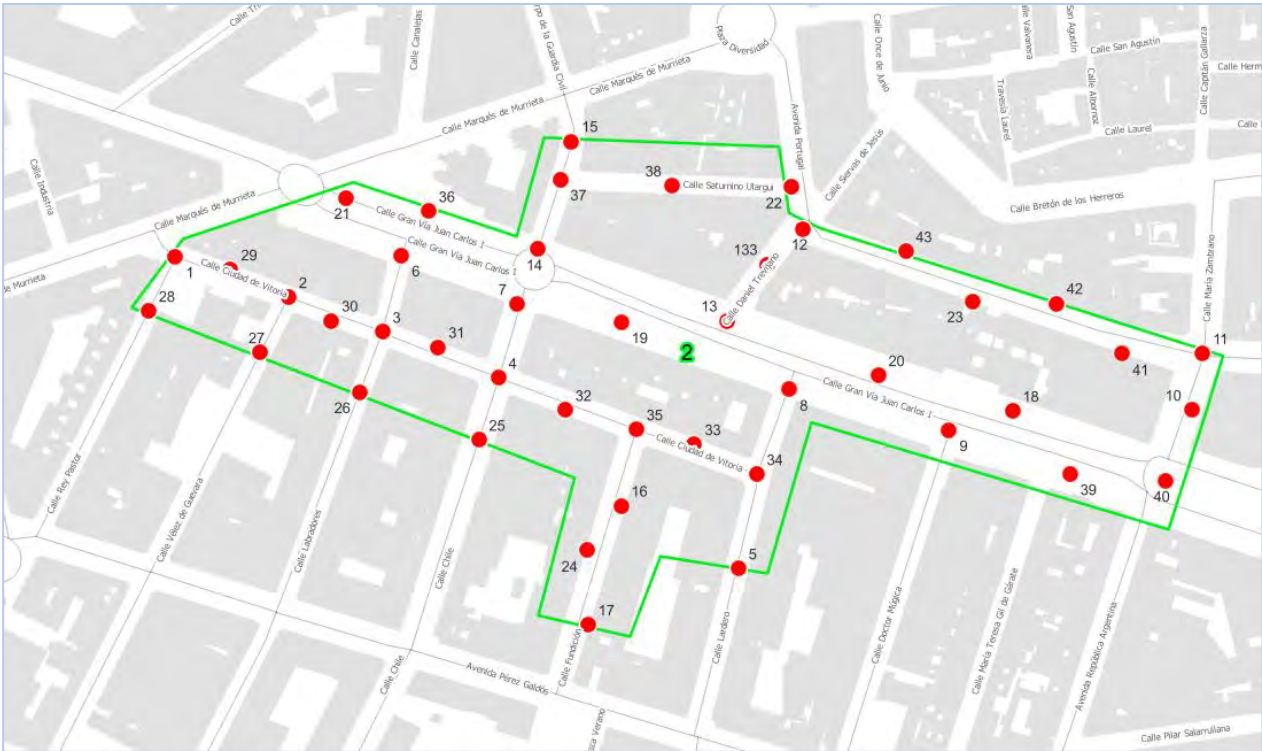 Calle Canalejas
Plaza Diversidad
Calle Once de Junio
Calle Valvanera
San Agustín
Calle San Agustín
Calle Capitán Gallarza
Calle Marqués de Murrieta
Calle Marqués de Murrieta
Avenida Portugal
Travesía Laurel
Calle Albornoz
Calle Laurel
Calle Industria
15
38
Calle Saturnino Ulargui
Calle Siervas de Jesús
37
22
Calle Bretón de los Herreros
Calle Marqués de Murrieta
21
36
Calle Gran Vía Juan Carlos I
Calle Gran Vía Juan Carlos I
12
43
133
Calle María Zambrano
1
29
Calle Ciudad de Vitoria
2
6
14
7
Calle Daniel Trevijano
13
23
42
28
30
3
31
19
2
41
11
27
4
20
Calle Gran Vía Juan Carlos I
26
32
35
33
8
18
10
25
Calle Ciudad de Vitoria
34
9
39
40
Calle Rey Pastor
Calle Vélez de Guevara
Calle Labradores
Calle Chile
16
24
5
17
Calle Fundición
Calle Lardero
Calle Doctor Múgica
Calle María Teresa Gil de Gárate
Avenida República Argentina
Calle Chile
Avenida Pérez Galdós
Calle Pilar Salarrullana